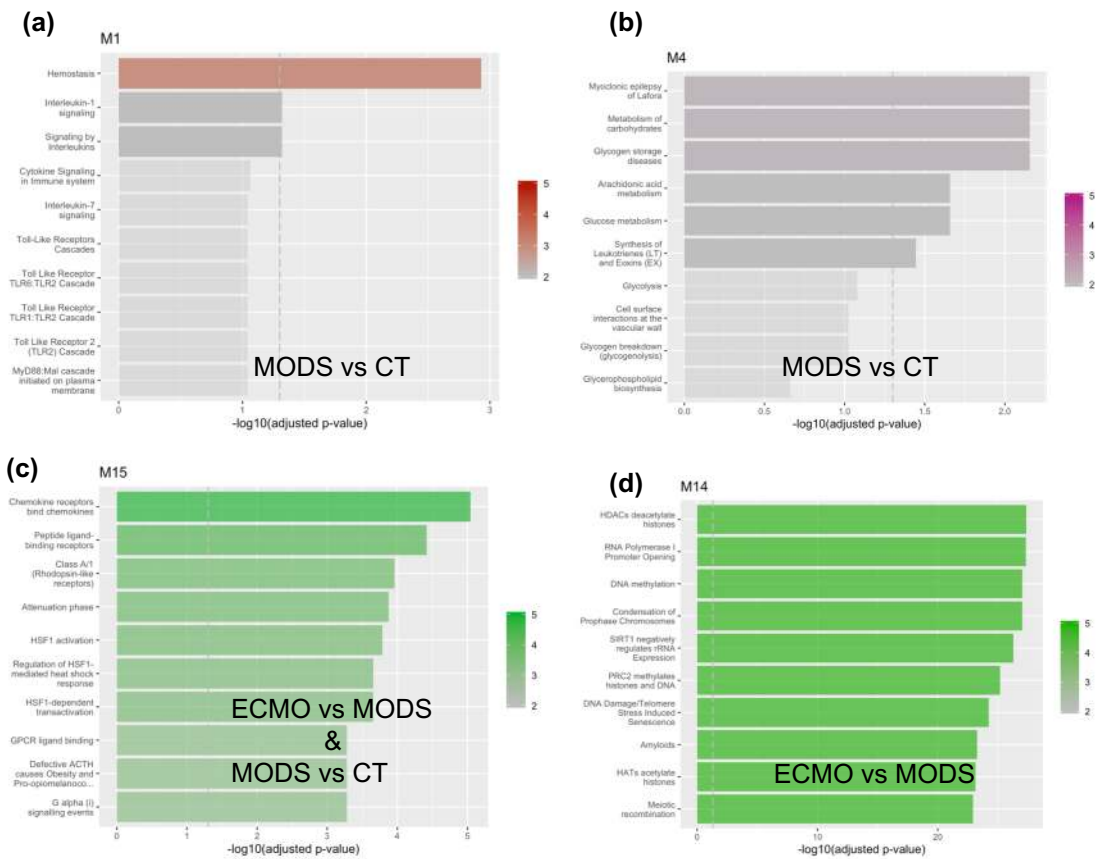 (a)
M1
Hemostasis
Interleukin-1
signaling
Signaling by
Interleukins
Cytokine Signaling
in Immune system
Interleukin-7
signaling
Toll-Like Receptors
Cascades
Toll Like Receptor
TLR6:TLR2 Cascade
Toll Like Receptor
TLR1:TLR2 Cascade
Toll Like Receptor 2
(TLR2) Cascade
MyD88:Mal cascade
initiated on plasma
membrane
MODS vs CT
0 1 2 3
-log10(adjusted p-value)
5
4
3
2
(b)
M4
Myoclonic epilepsy
of Lafora
Metabolism of
carbohydrates
Glycogen storage
diseases
Arachidonic acid
metabolism
Glucose metabolism
Synthesis of
Leukotrienes (LT)
and Eoxins (EX)
Glycolysis
Cell surface
interactions at the
vascular wall
Glycogen breakdown
(glycogenolysis)
Glycerophospholipid
biosynthesis
MODS vs CT
0.0 0.5 1.0 1.5 2.0
-log10(adjusted p-value)
5
4
3
2
(c)
M15
Chemokine receptors
bind chemokines
Peptide ligand-
binding receptors
Class A/1
(Rhodopsin-like
receptors)
Attenuation phase
HSF1 activation
Regulation of HSF1-
mediated heat shock
response
HSF1-dependent
transactivation
GPCR ligand binding
Defective ACTH
causes Obesity and
Pro-opiomelanoco...
G alpha (i)
signalling events
ECMO vs MODS
&
MODS vs CT
0 1 2 3 4 5
-log10(adjusted p-value)
5
4
3
2
(d)
M14
HDACs deacetylate
histones
RNA Polymerase I
Promoter Opening
DNA methylation
Condensation of
Prophase Chromosomes
SIRT1 negatively
regulates rRNA
Expression
PRC2 methylates
histones and DNA
DNA Damage/Telomere
Stress Induced
Senescence
Amyloids
HATs acetylate
histones
Meiotic
recombination
ECMO vs MODS
0 10 20
-log10(adjusted p-value)
5
4
3
2